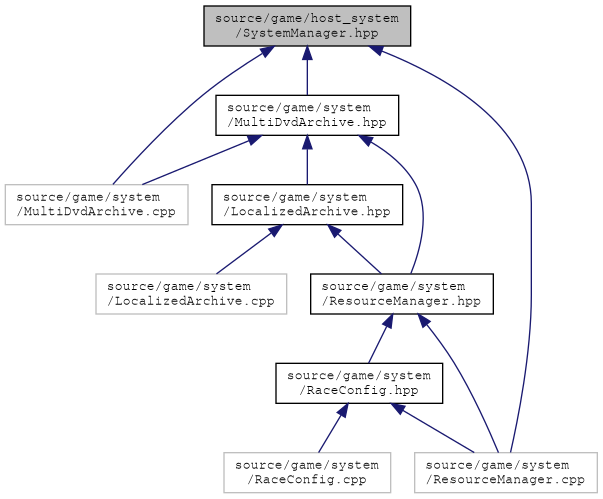 source/game/host_system
/SystemManager.hpp
source/game/system
/MultiDvdArchive.hpp
source/game/system
/MultiDvdArchive.cpp
source/game/system
/LocalizedArchive.hpp
source/game/system
/LocalizedArchive.cpp
source/game/system
/ResourceManager.hpp
source/game/system
/RaceConfig.hpp
source/game/system
/RaceConfig.cpp
source/game/system
/ResourceManager.cpp